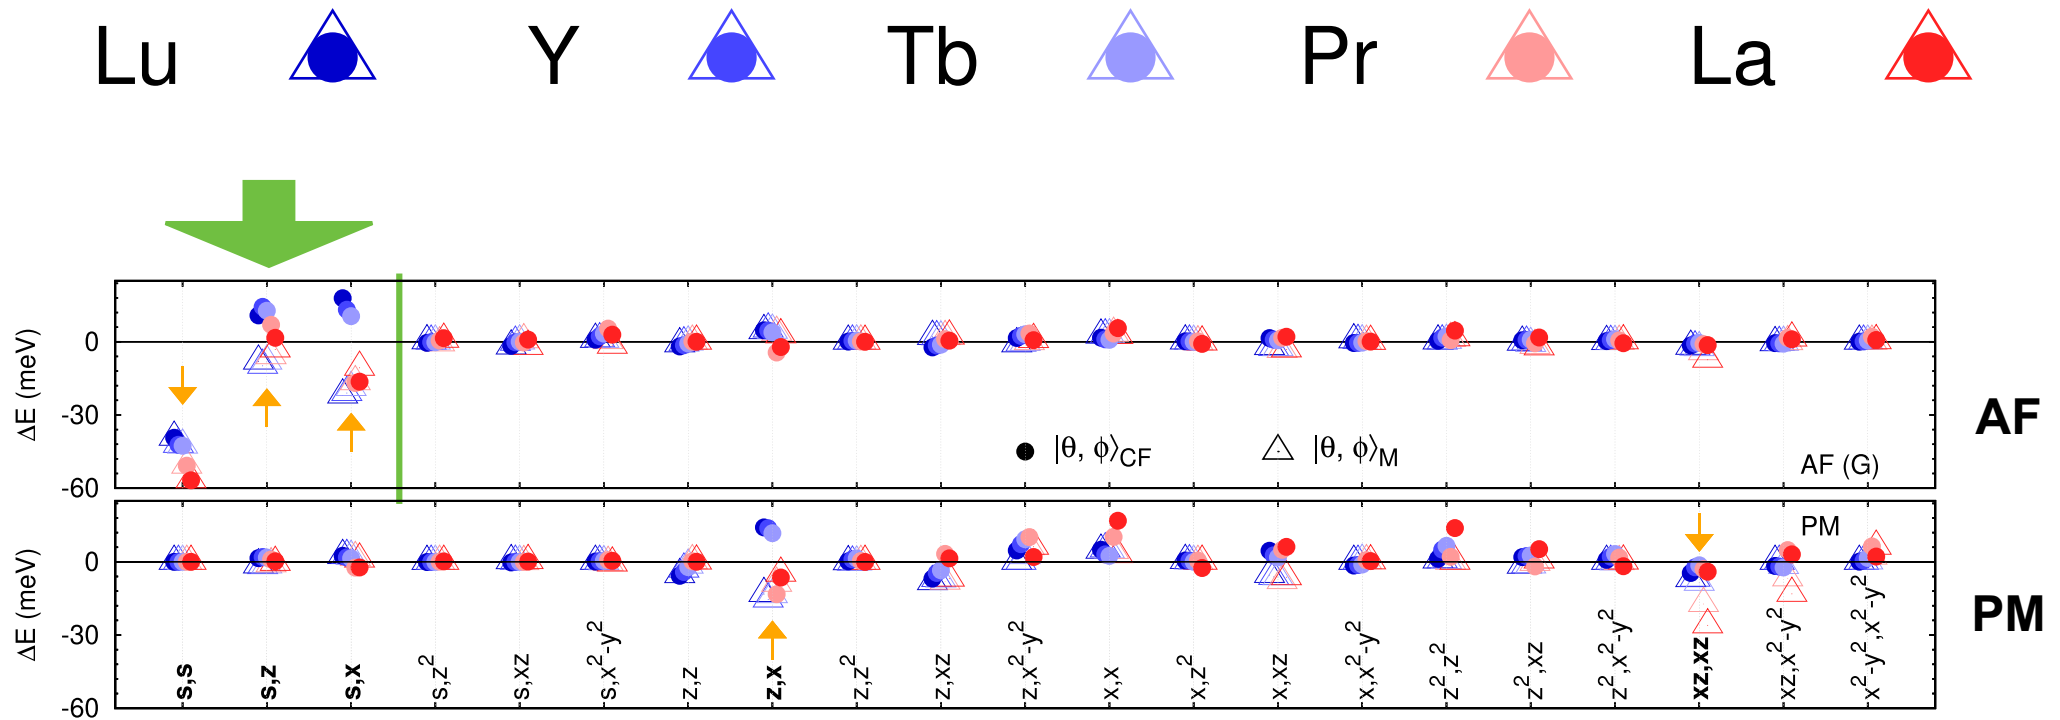 Lu Y Tb Pr La
ΔE (meV)
0
-30
-60
|θ, ϕ⟩CF |θ, ϕ⟩M
AF (G)
AF
ΔE (meV)
0
-30
-60
PM
PM
s,s
s,z
s,x
s,z²
s,xz
s,x²-y²
z,z
z,x
z,z²
z,xz
z,x²-y²
x,x
x,z²
x,xz
x,x²-y²
z²,z²
z²,xz
z²,x²-y²
xz,xz
xz,x²-y²
x²-y²,x²-y²